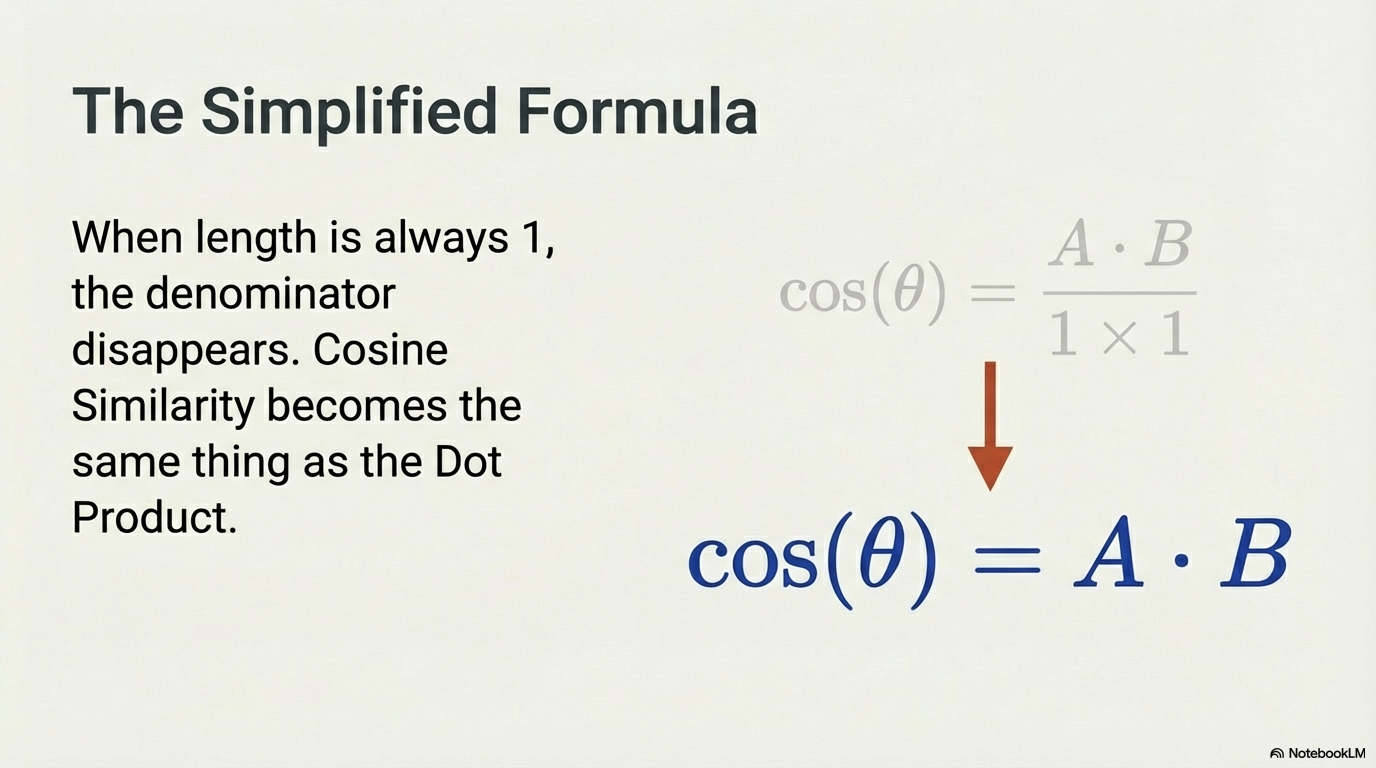 The Simplified Formula
When length is always 1,
the denominator
disappears. Cosine
Similarity becomes the
same thing as the Dot
Product.
cos(θ) = A · B / 1 × 1
cos(θ) = A · B
NotebookLM